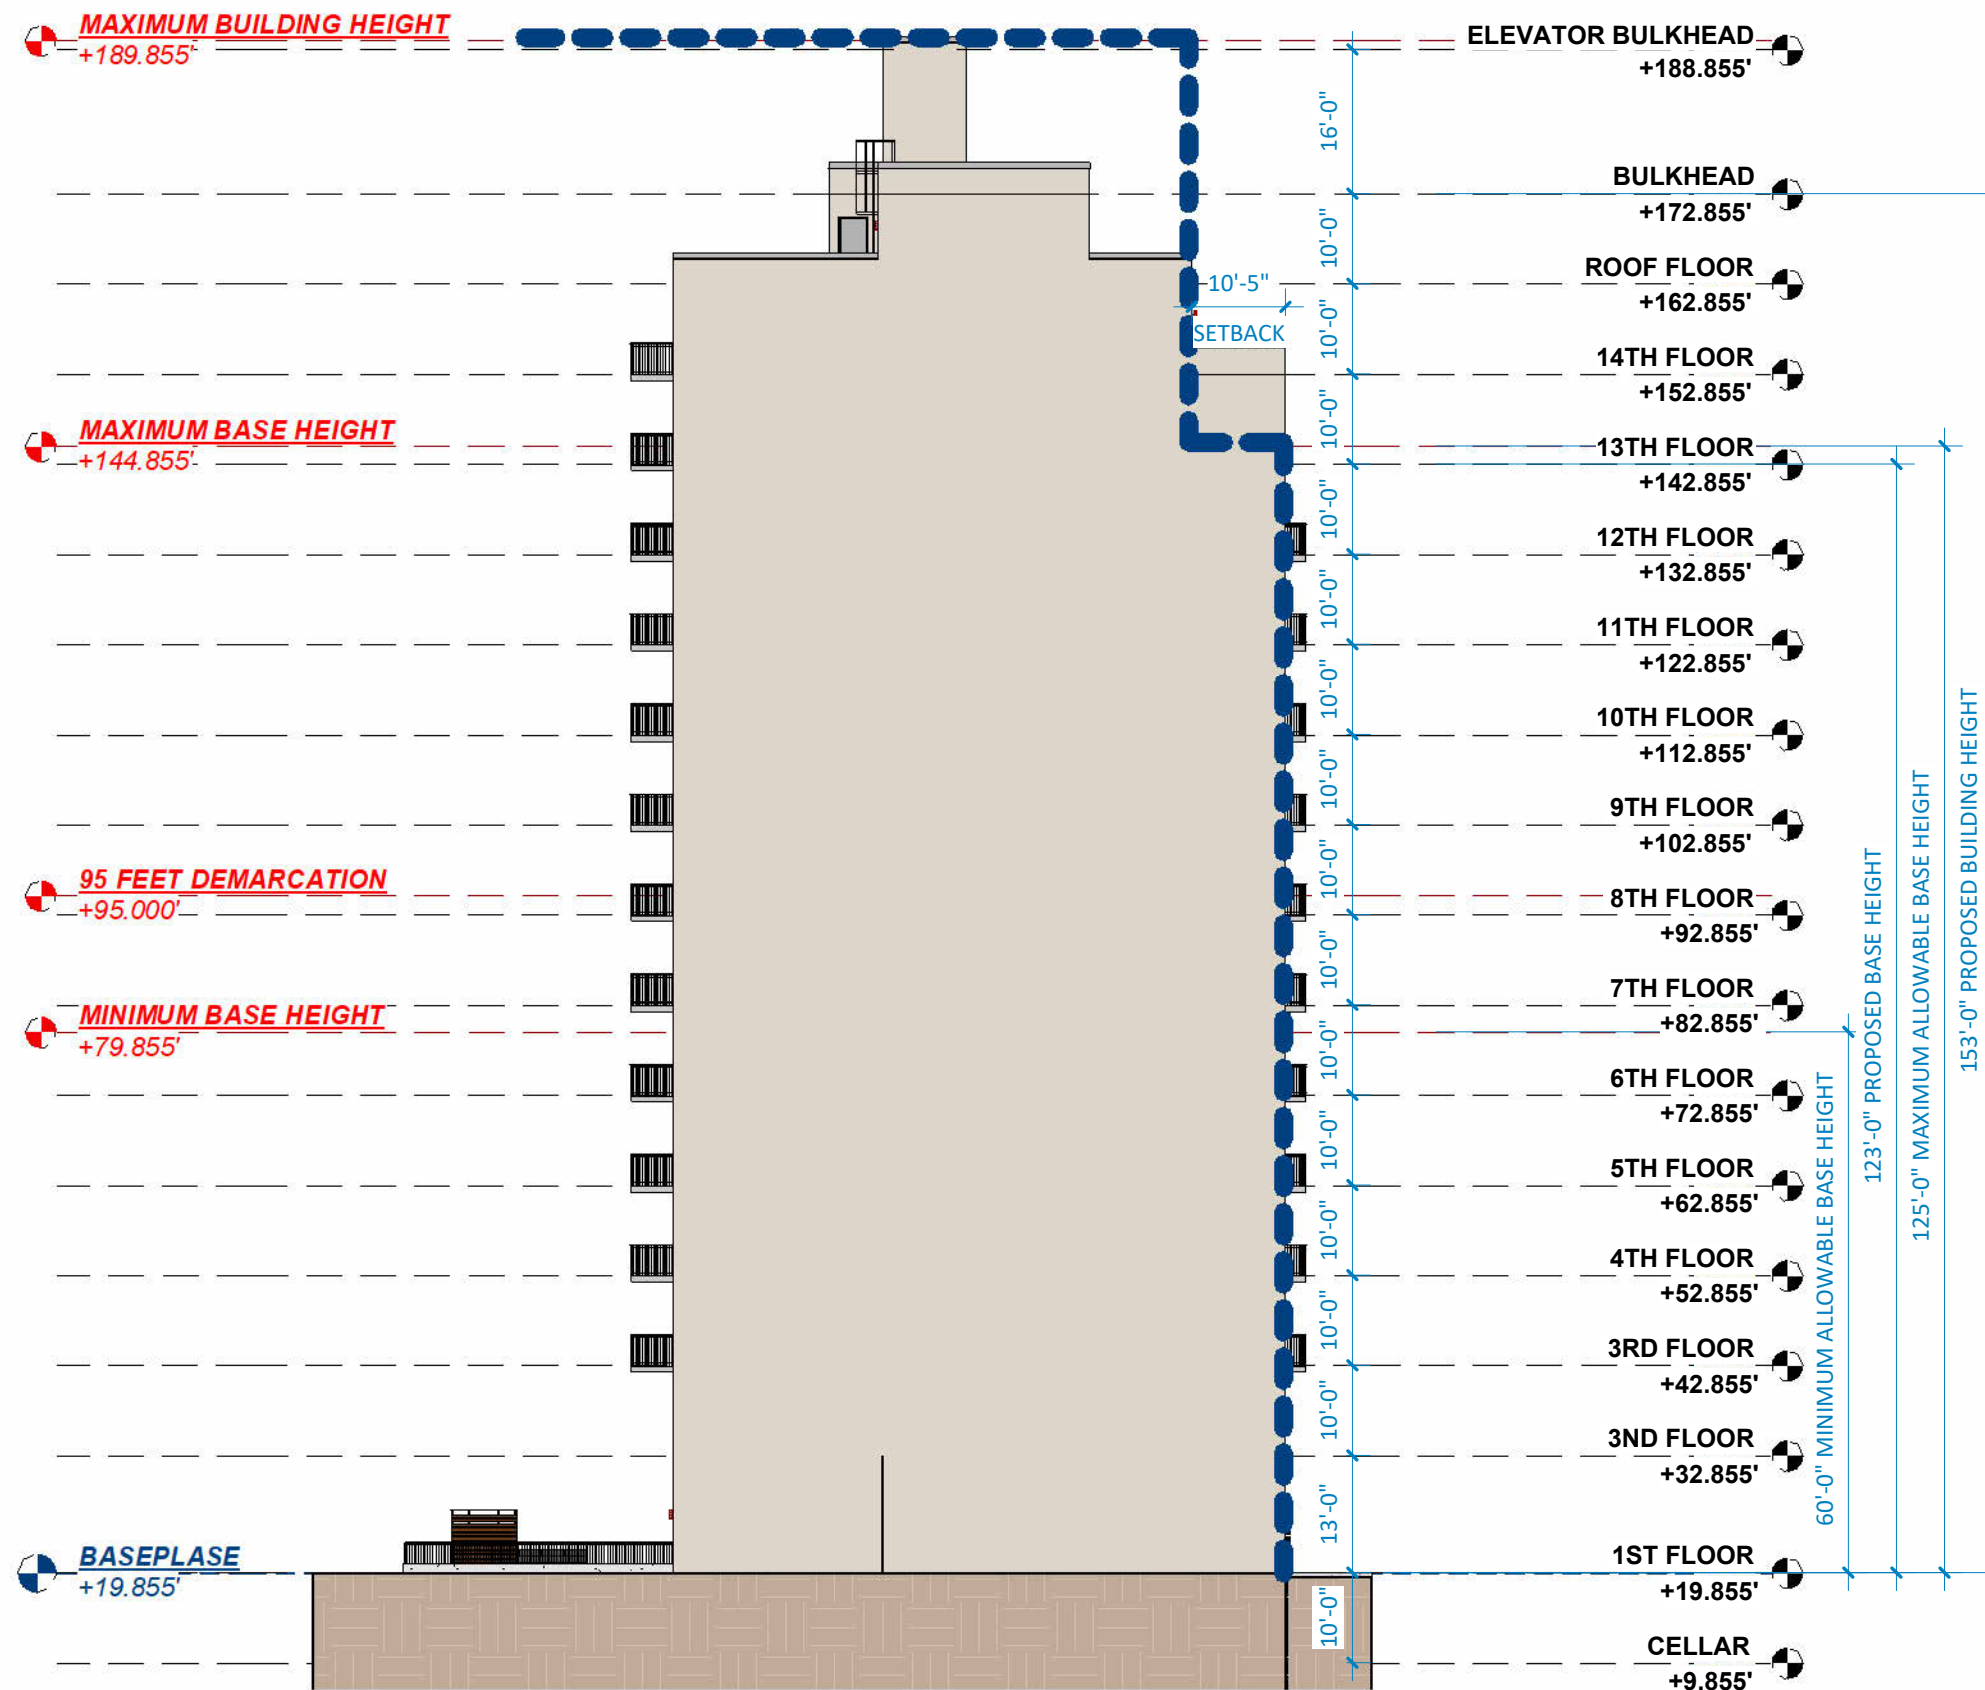 MAXIMUM BUILDING HEIGHT
+189.855'
ELEVATOR BULKHEAD
+188.855'
16'-0"
BULKHEAD
+172.855'
10'-0"
ROOF FLOOR
+162.855'
10'-5"
SETBACK
10'-0"
14TH FLOOR
+152.855'
10'-0"
MAXIMUM BASE HEIGHT
+144.855'
13TH FLOOR
+142.855'
10'-0"
12TH FLOOR
+132.855'
10'-0"
11TH FLOOR
+122.855'
10'-0"
10TH FLOOR
+112.855'
10'-0"
9TH FLOOR
+102.855'
10'-0"
95 FEET DEMARCATION
+95.000'
8TH FLOOR
+92.855'
10'-0"
7TH FLOOR
+82.855'
MINIMUM BASE HEIGHT
+79.855'
10'-0"
6TH FLOOR
+72.855'
10'-0"
5TH FLOOR
+62.855'
10'-0"
4TH FLOOR
+52.855'
10'-0"
3RD FLOOR
+42.855'
10'-0"
3ND FLOOR
+32.855'
13'-0"
BASEPLASE
+19.855'
1ST FLOOR
+19.855'
10'-0"
CELLAR
+9.855'
60'-0" MINIMUM ALLOWABLE BASE HEIGHT
123'-0" PROPOSED BASE HEIGHT
125'-0" MAXIMUM ALLOWABLE BASE HEIGHT
153'-0" PROPOSED BUILDING HEIGHT